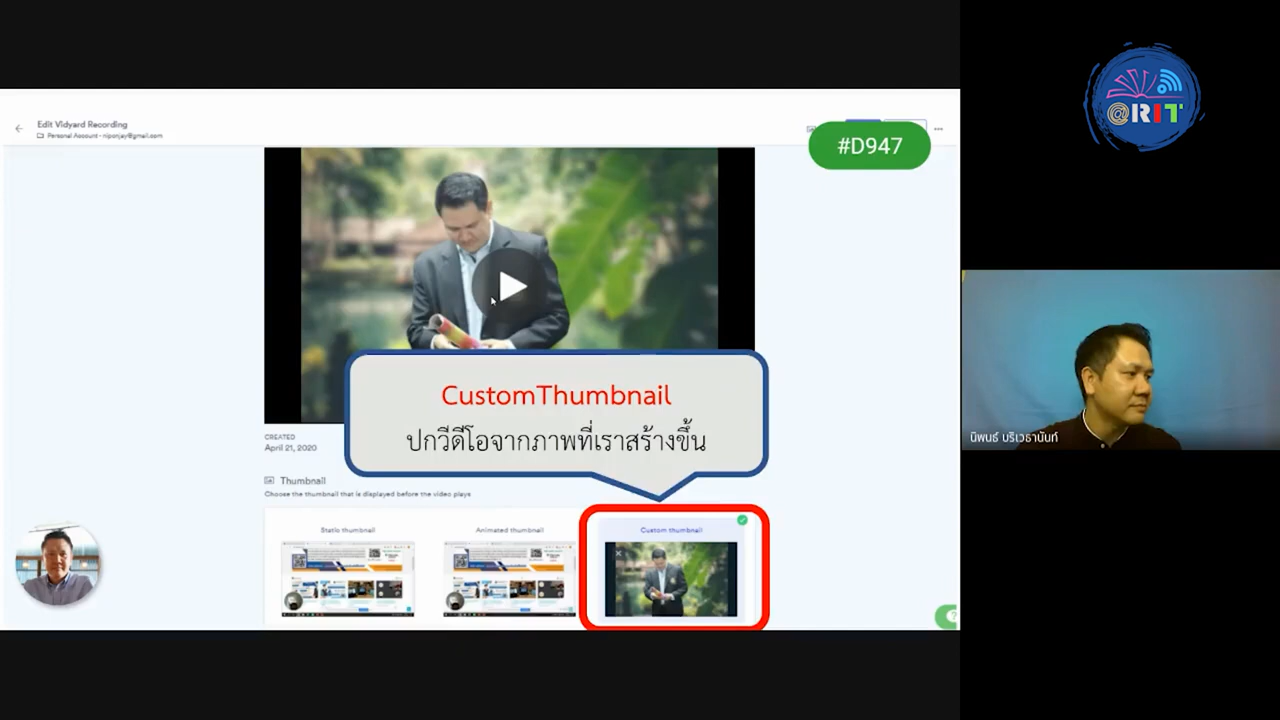 Edit Vidyard Recording
Personal Account - niponjay@gmail.com
#D947
@RIT
CustomThumbnail
ปกวีดีโอจากภาพที่เราสร้างขึ้น
CREATED
April 21, 2020
Thumbnail
Choose the thumbnail that is displayed before the video plays
Static thumbnail
Animated thumbnail
Custom thumbnail
นิพนธ์ บริเวธานันท์